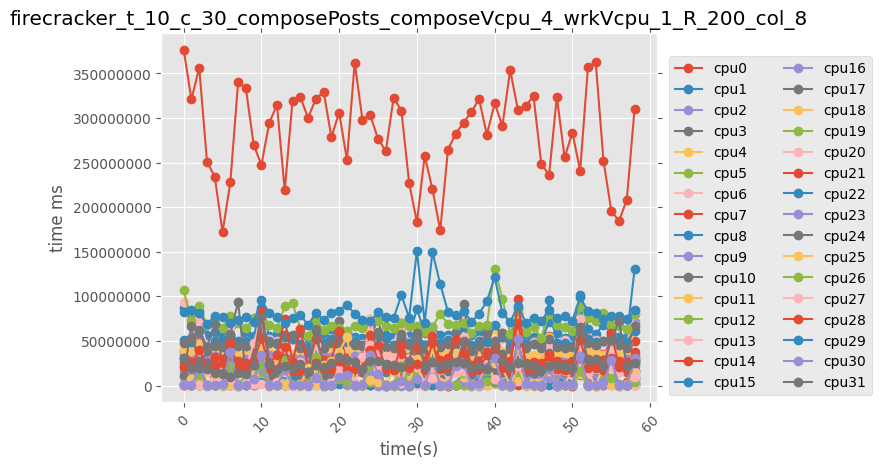 firecracker_t_10_c_30_composePosts_composeVcpu_4_wrkVcpu_1_R_200_col_8
350000000
300000000
250000000
200000000
150000000
100000000
50000000
0
time ms
0 10 20 30 40 50 60
time(s)
cpu0 cpu16
cpu1 cpu17
cpu2 cpu18
cpu3 cpu19
cpu4 cpu20
cpu5 cpu21
cpu6 cpu22
cpu7 cpu23
cpu8 cpu24
cpu9 cpu25
cpu10 cpu26
cpu11 cpu27
cpu12 cpu28
cpu13 cpu29
cpu14 cpu30
cpu15 cpu31